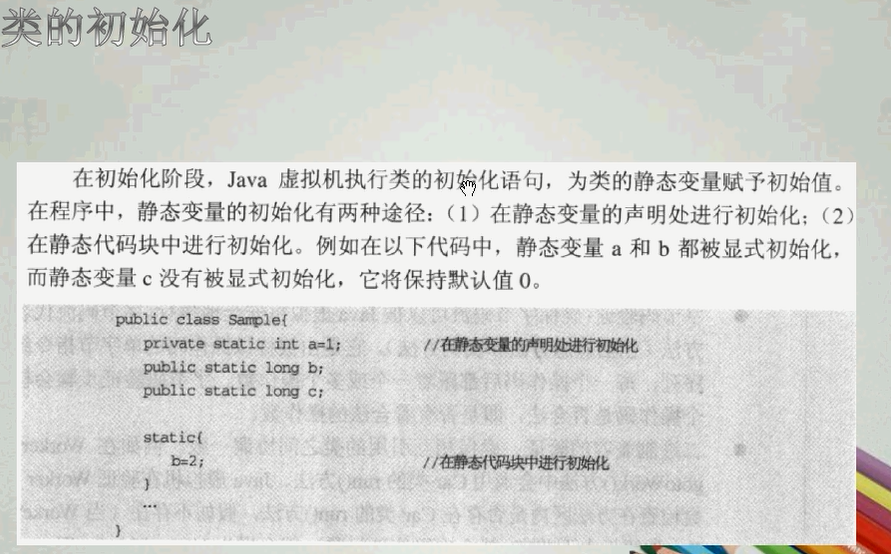 类的初始化
在初始化阶段，Java 虚拟机执行类的初始化语句，为类的静态变量赋予初始值。
在程序中，静态变量的初始化有两种途径：（1）在静态变量的声明处进行初始化；（2）
在静态代码块中进行初始化。例如在以下代码中，静态变量 a 和 b 都被显式初始化，
而静态变量 c 没有被显式初始化，它将保持默认值 0。
public class Sample{
private static int a=1; //在静态变量的声明处进行初始化
public static long b;
public static long c;
static{
b=2; //在静态代码块中进行初始化
}
...
}